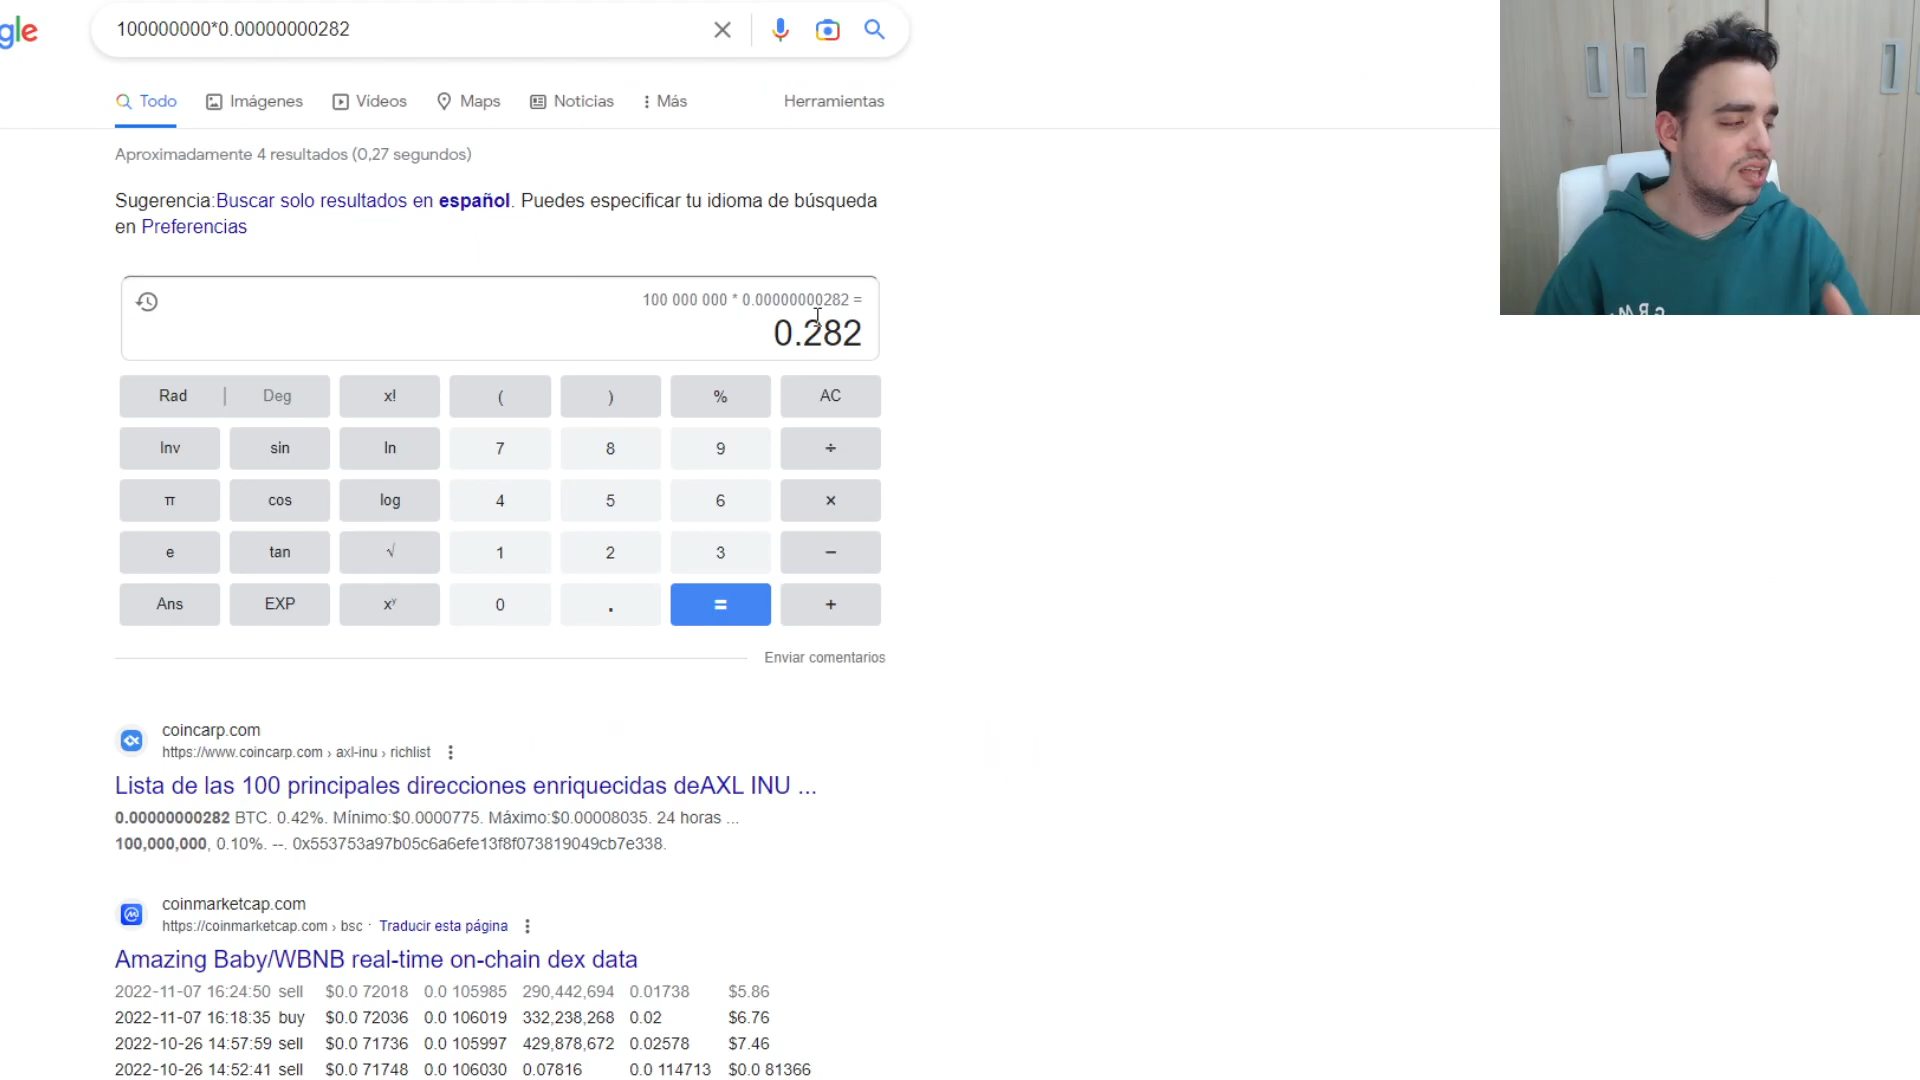 gle
100000000*0.00000000282
Todo Imágenes Vídeos Maps Noticias Más Herramientas
Aproximadamente 4 resultados (0,27 segundos)
Sugerencia:Buscar solo resultados en español. Puedes especificar tu idioma de búsqueda
en Preferencias
100 000 000 * 0.00000000282 =
0.282
Rad | Deg x! ( ) % AC
Inv sin ln 7 8 9 ÷
π cos log 4 5 6 ×
e tan √ 1 2 3 −
Ans EXP xʸ 0 . = +
Enviar comentarios
coincarp.com
https://www.coincarp.com › axl-inu › richlist
Lista de las 100 principales direcciones enriquecidas deAXL INU ...
0.00000000282 BTC. 0.42%. Mínimo:$0.0000775. Máximo:$0.00008035. 24 horas ...
100,000,000, 0.10%. --. 0x553753a97b05c6a6efe13f8f073819049cb7e338.
coinmarketcap.com
https://coinmarketcap.com › bsc · Traducir esta página
Amazing Baby/WBNB real-time on-chain dex data
2022-11-07 16:24:50 sell $0.0 72018 0.0 105985 290,442,694 0.01738 $5.86
2022-11-07 16:18:35 buy $0.0 72036 0.0 106019 332,238,268 0.02 $6.76
2022-10-26 14:57:59 sell $0.0 71736 0.0 105997 429,878,672 0.02578 $7.46
2022-10-26 14:52:41 sell $0.0 71748 0.0 106030 0.07816 0.0 114713 $0.0 81366